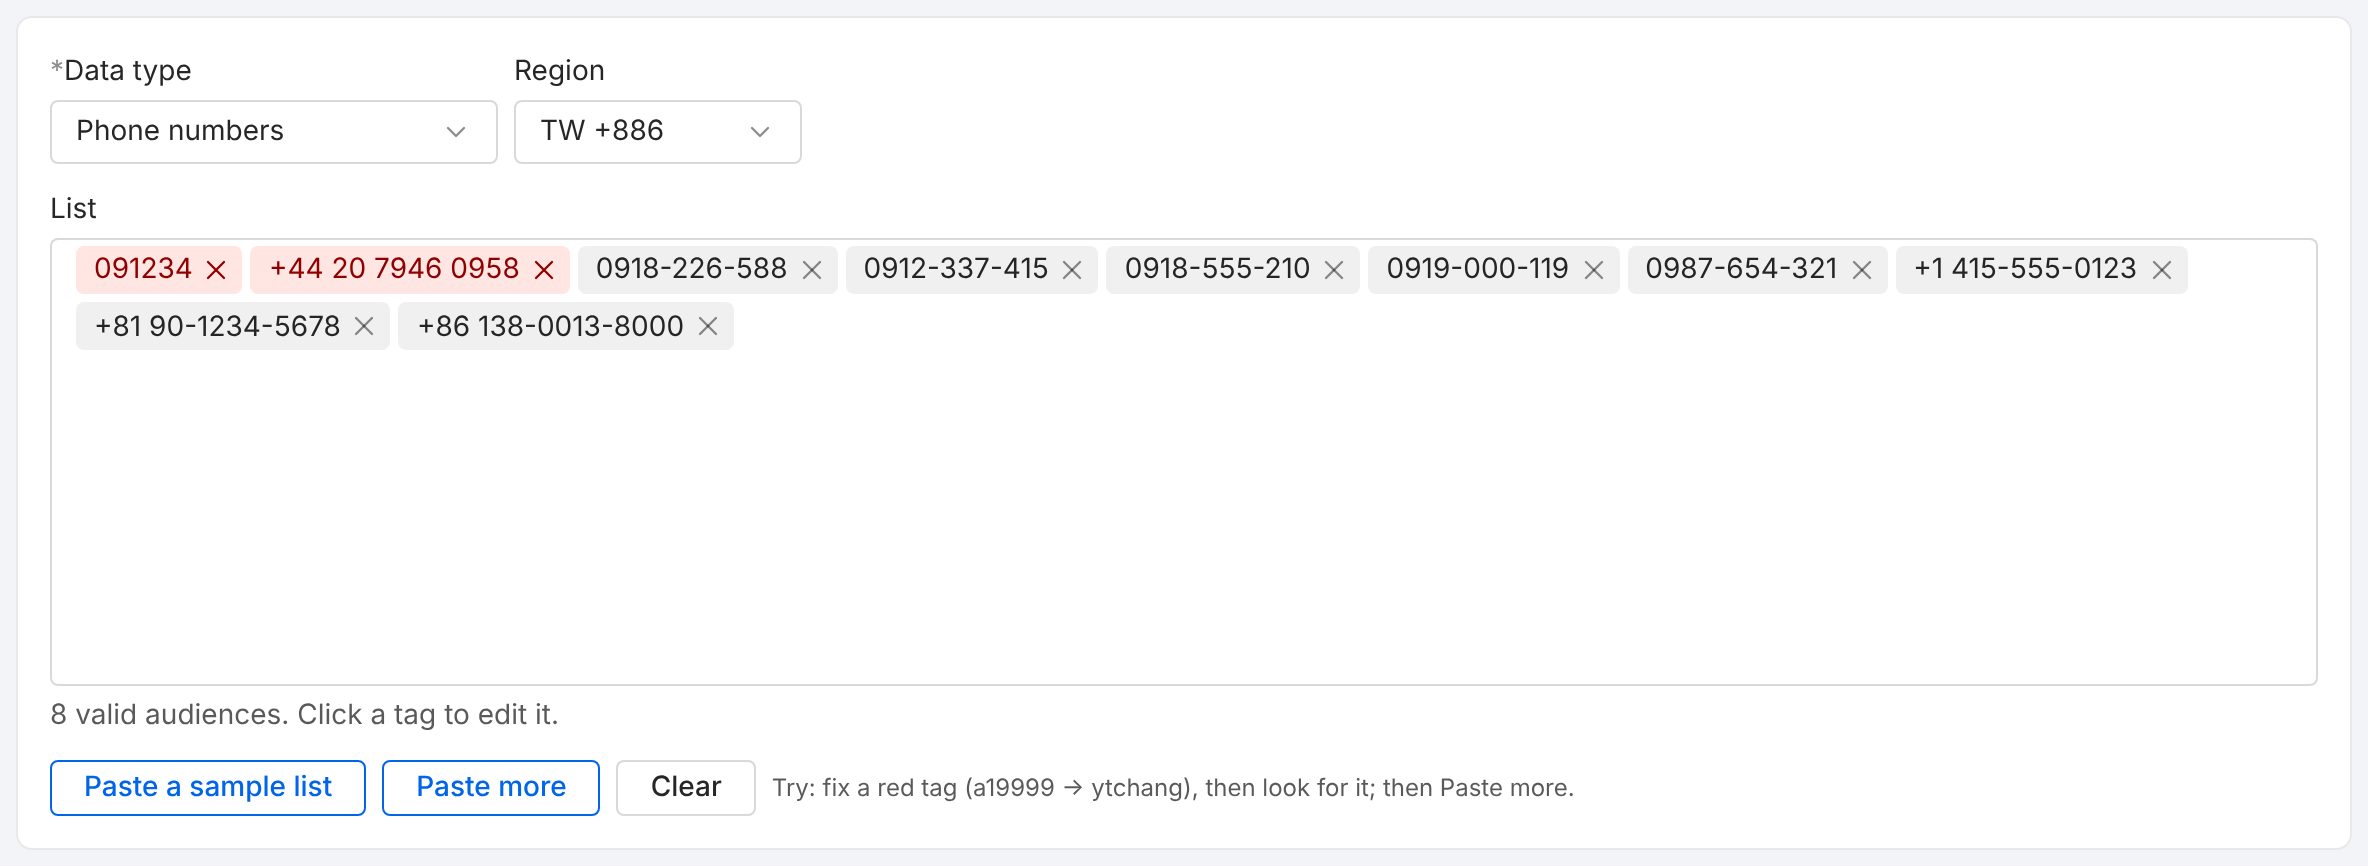 *Data type Region
Phone numbers TW +886
List
091234 +44 20 7946 0958 0918-226-588 0912-337-415 0918-555-210 0919-000-119 0987-654-321 +1 415-555-0123
+81 90-1234-5678 +86 138-0013-8000
8 valid audiences. Click a tag to edit it.
Paste a sample list Paste more Clear Try: fix a red tag (a19999 → ytchang), then look for it; then Paste more.